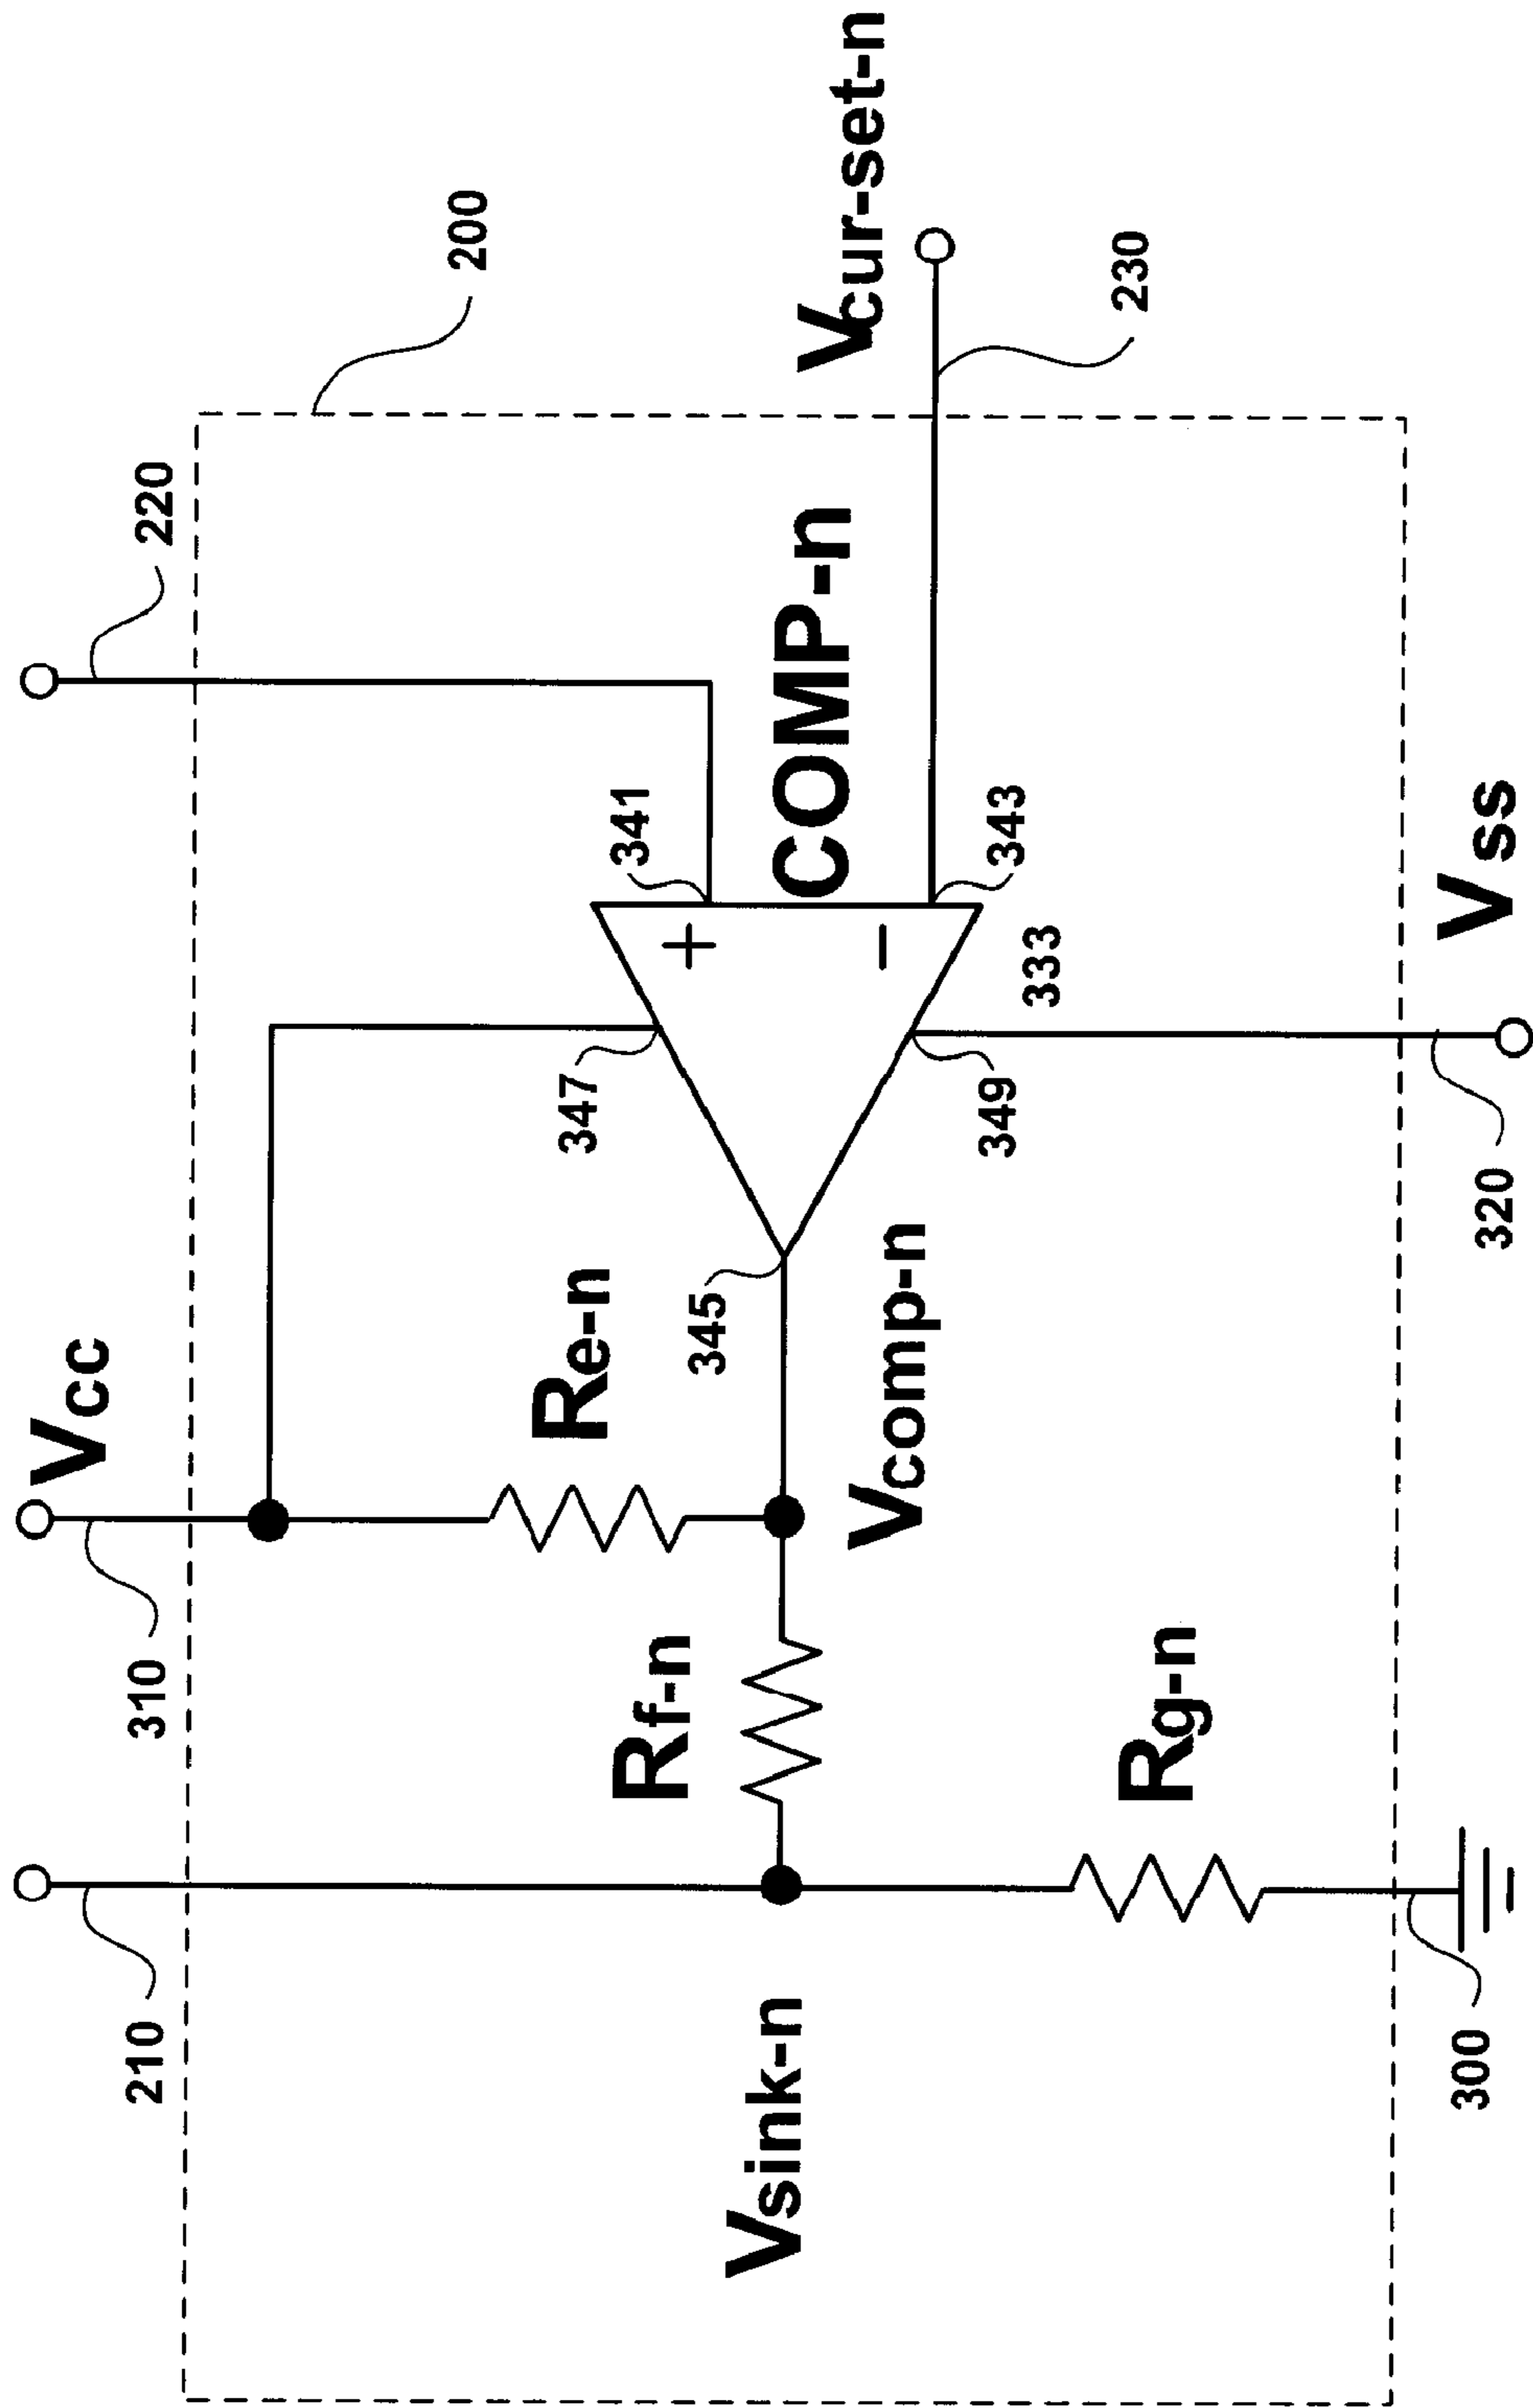 220
200
Vcur-set-n
230
341
COMP-n
343
333
347
349
Vss
320
Vcc
310
Re-n
345
Vcomp-n
Rf-n
Rg-n
210
Vsink-n
300
+
−